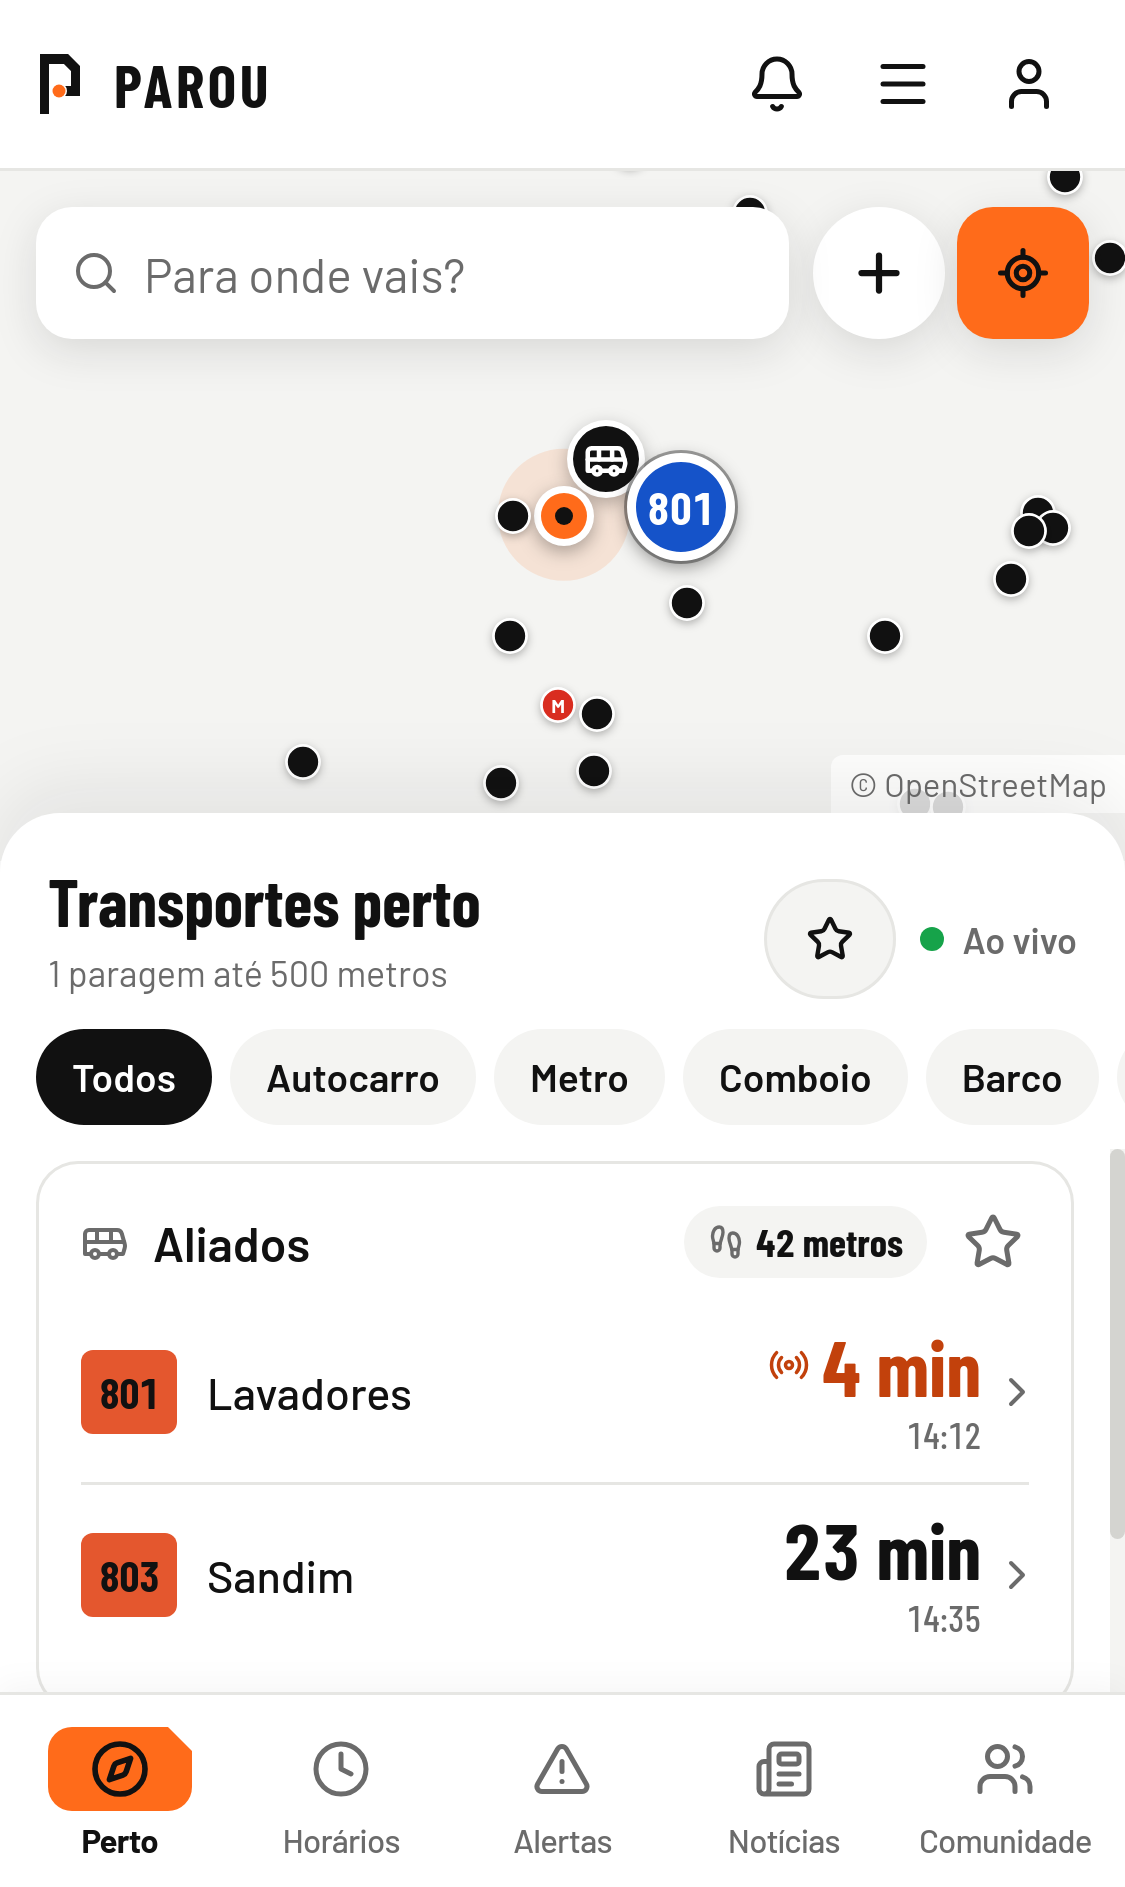 PAROU
Para onde vais?
801
M
© OpenStreetMap
Transportes perto
1 paragem até 500 metros
Ao vivo
Todos
Autocarro
Metro
Comboio
Barco
Aliados
42 metros
801
Lavadores
4 min
14:12
803
Sandim
23 min
14:35
Perto
Horários
Alertas
Notícias
Comunidade